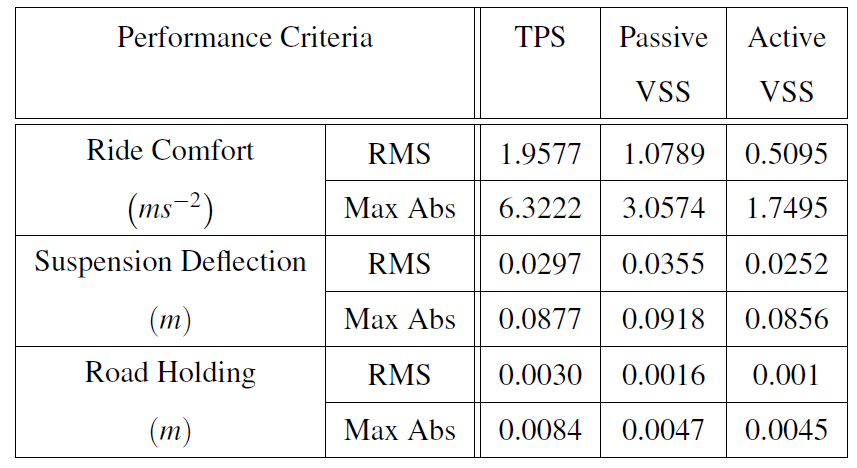 Performance Criteria TPS Passive Active
VSS VSS
Ride Comfort RMS 1.9577 1.0789 0.5095
(ms⁻²) Max Abs 6.3222 3.0574 1.7495
Suspension Deflection RMS 0.0297 0.0355 0.0252
(m) Max Abs 0.0877 0.0918 0.0856
Road Holding RMS 0.0030 0.0016 0.001
(m) Max Abs 0.0084 0.0047 0.0045